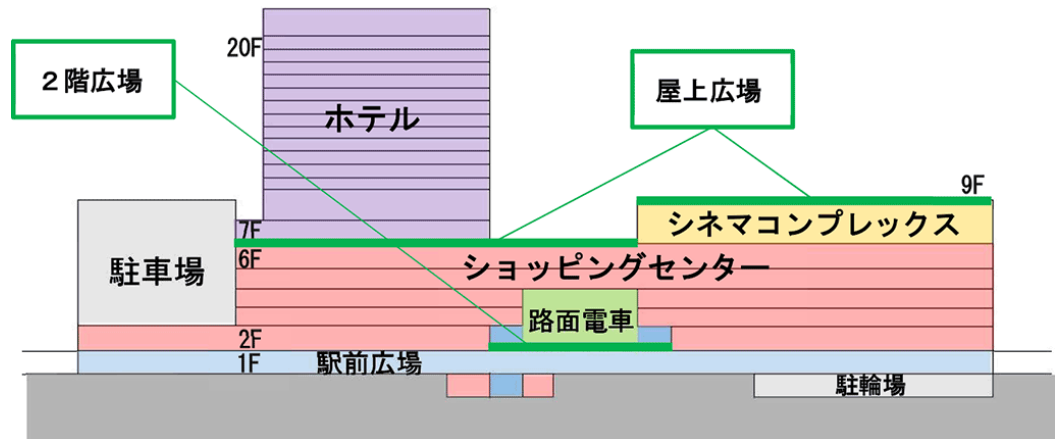 20F
２階広場
屋上広場
ホテル
9F
シネマコンプレックス
7F
6F
ショッピングセンター
駐車場
路面電車
2F
1F
駅前広場
駐輪場